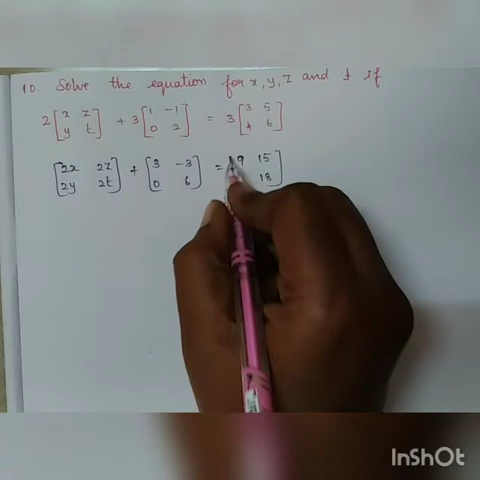 10. Solve the equation for x, y, z and t if
2 [x z y t] + 3 [1 -1 0 2] = 3 [3 5 4 6]
[2x 2z 2y 2t] + [3 -3 0 6] = [9 15 18]
InShOt